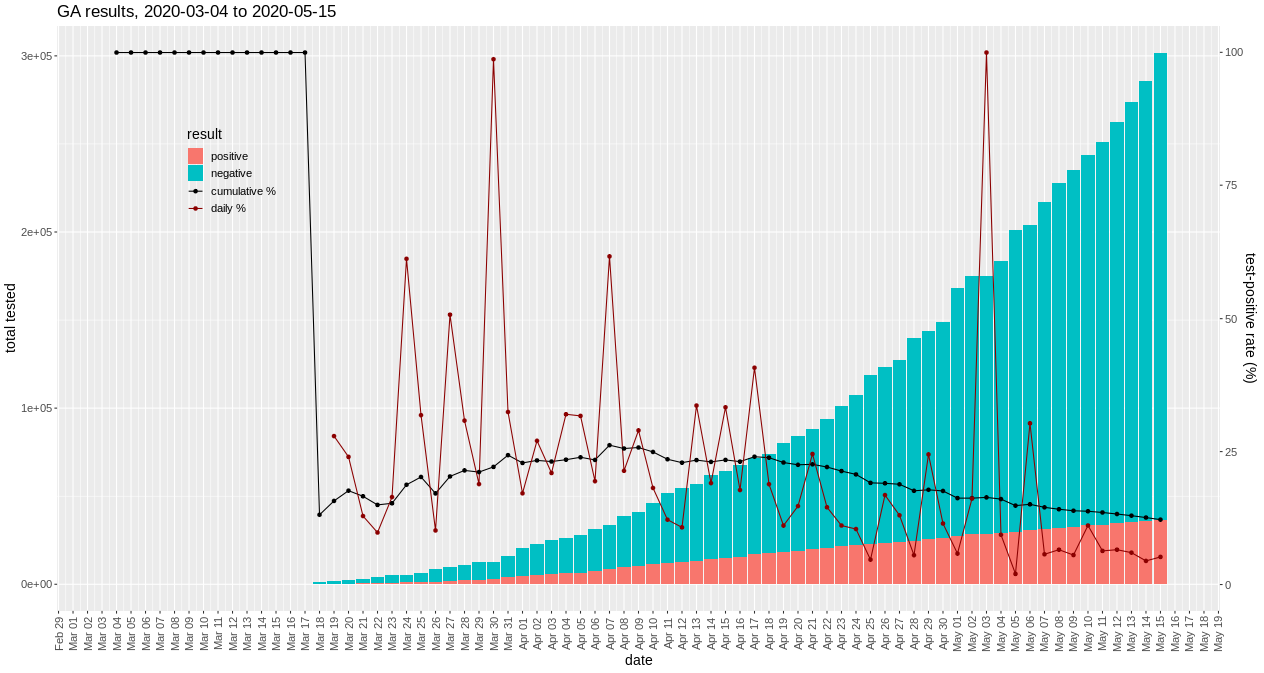 GA results, 2020-03-04 to 2020-05-15
3e+05
2e+05
1e+05
0e+00
total tested
result
positive
negative
cumulative %
daily %
100
75
50
25
0
test-positive rate (%)
Feb 29
Mar 01
Mar 02
Mar 03
Mar 04
Mar 05
Mar 06
Mar 07
Mar 08
Mar 09
Mar 10
Mar 11
Mar 12
Mar 13
Mar 14
Mar 15
Mar 16
Mar 17
Mar 18
Mar 19
Mar 20
Mar 21
Mar 22
Mar 23
Mar 24
Mar 25
Mar 26
Mar 27
Mar 28
Mar 29
Mar 30
Mar 31
Apr 01
Apr 02
Apr 03
Apr 04
Apr 05
Apr 06
Apr 07
Apr 08
Apr 09
Apr 10
Apr 11
Apr 12
Apr 13
Apr 14
Apr 15
Apr 16
Apr 17
Apr 18
Apr 19
Apr 20
Apr 21
Apr 22
Apr 23
Apr 24
Apr 25
Apr 26
Apr 27
Apr 28
Apr 29
Apr 30
May 01
May 02
May 03
May 04
May 05
May 06
May 07
May 08
May 09
May 10
May 11
May 12
May 13
May 14
May 15
May 16
May 17
May 18
May 19
date